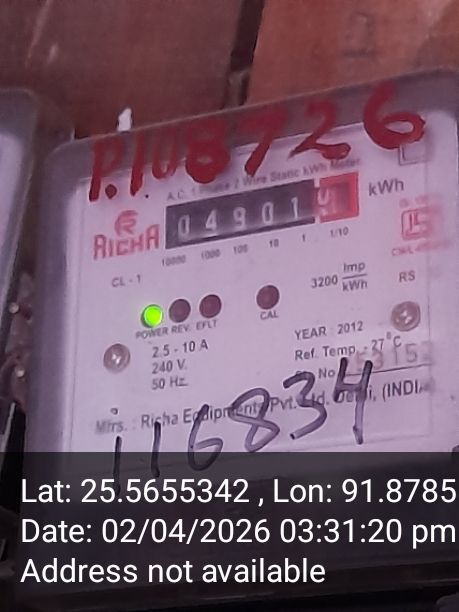 P.108726
A.C. 1 Phase 2 Wire Static kWh Meter
kWh
RICHA
0 4 9 0 1 9
10000 1000 100 10 1 1/10
CL - 1
3200 Imp/kWh
RS
POWER REV. EFLT
CAL
2.5 - 10 A
240 V.
50 Hz.
YEARː 2012
Ref. Temp. - 27°C
No.
Mfrs. : Richa Equipments Pvt. Ltd. Delhi, (INDIA
116834
Lat: 25.5655342 , Lon: 91.8785
Date: 02/04/2026 03:31:20 pm
Address not available